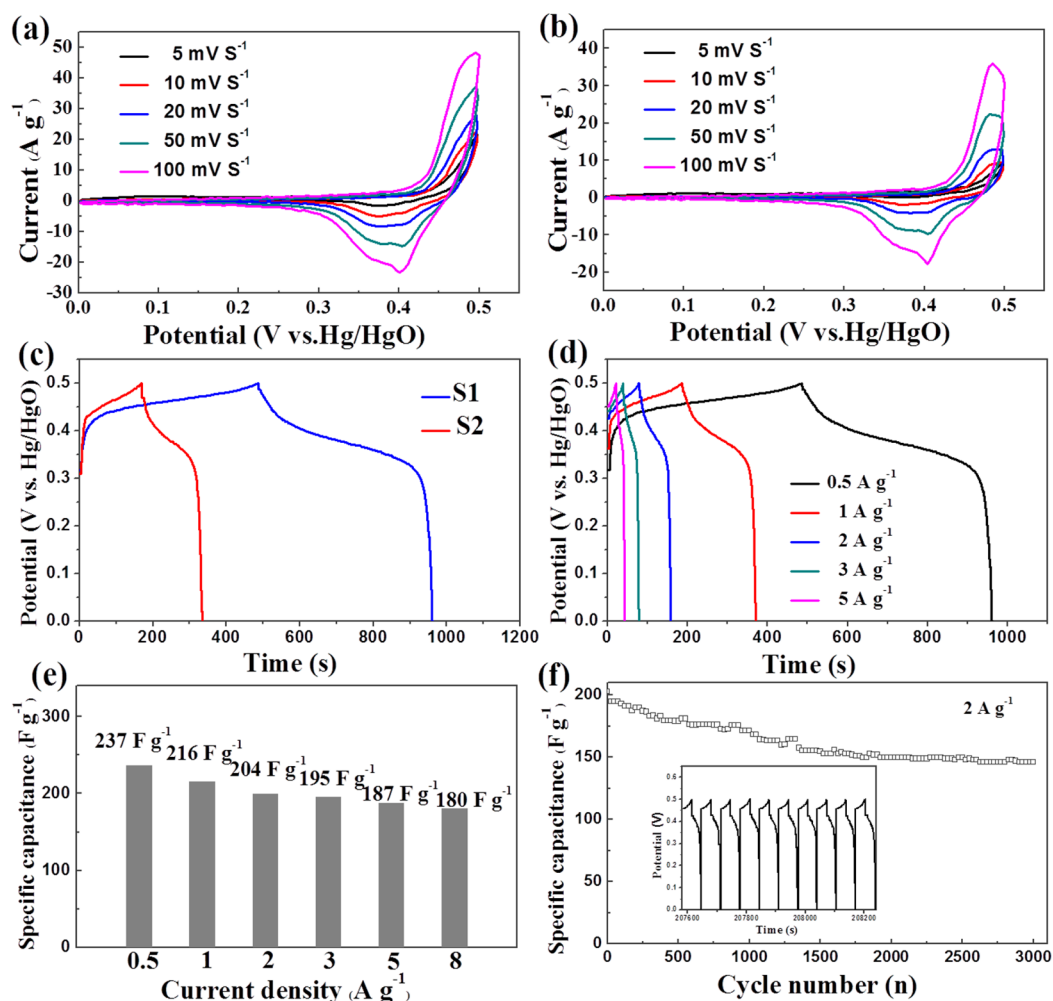 (a)
5 mV S-1
10 mV S-1
20 mV S-1
50 mV S-1
100 mV S-1
50
40
30
20
10
0
-10
-20
-30
Current (A g-1)
0.0 0.1 0.2 0.3 0.4 0.5
Potential (V vs.Hg/HgO)
(b)
5 mV S-1
10 mV S-1
20 mV S-1
50 mV S-1
100 mV S-1
40
30
20
10
0
-10
-20
Current (A g-1)
0.0 0.1 0.2 0.3 0.4 0.5
Potential (V vs.Hg/HgO)
(c)
S1
S2
0.5
0.4
0.3
0.2
0.1
0.0
Potential (V vs. Hg/HgO)
0 200 400 600 800 1000 1200
Time (s)
(d)
0.5 A g-1
1 A g-1
2 A g-1
3 A g-1
5 A g-1
0.5
0.4
0.3
0.2
0.1
0.0
Potential (V vs. Hg/HgO)
0 200 400 600 800 1000
Time (s)
(e)
300
200
100
0
Specific capacitance (F g-1)
237 F g-1
216 F g-1
204 F g-1
195 F g-1
187 F g-1
180 F g-1
0.5 1 2 3 5 8
Current density (A g-1)
(f)
2 A g-1
200
150
100
50
0
Specific capacitance (F g-1)
0.6
0.5
0.4
0.3
0.2
0.1
0.0
Potential (V)
207600 207800 208000 208200
Time (s)
0 500 1000 1500 2000 2500 3000
Cycle number (n)